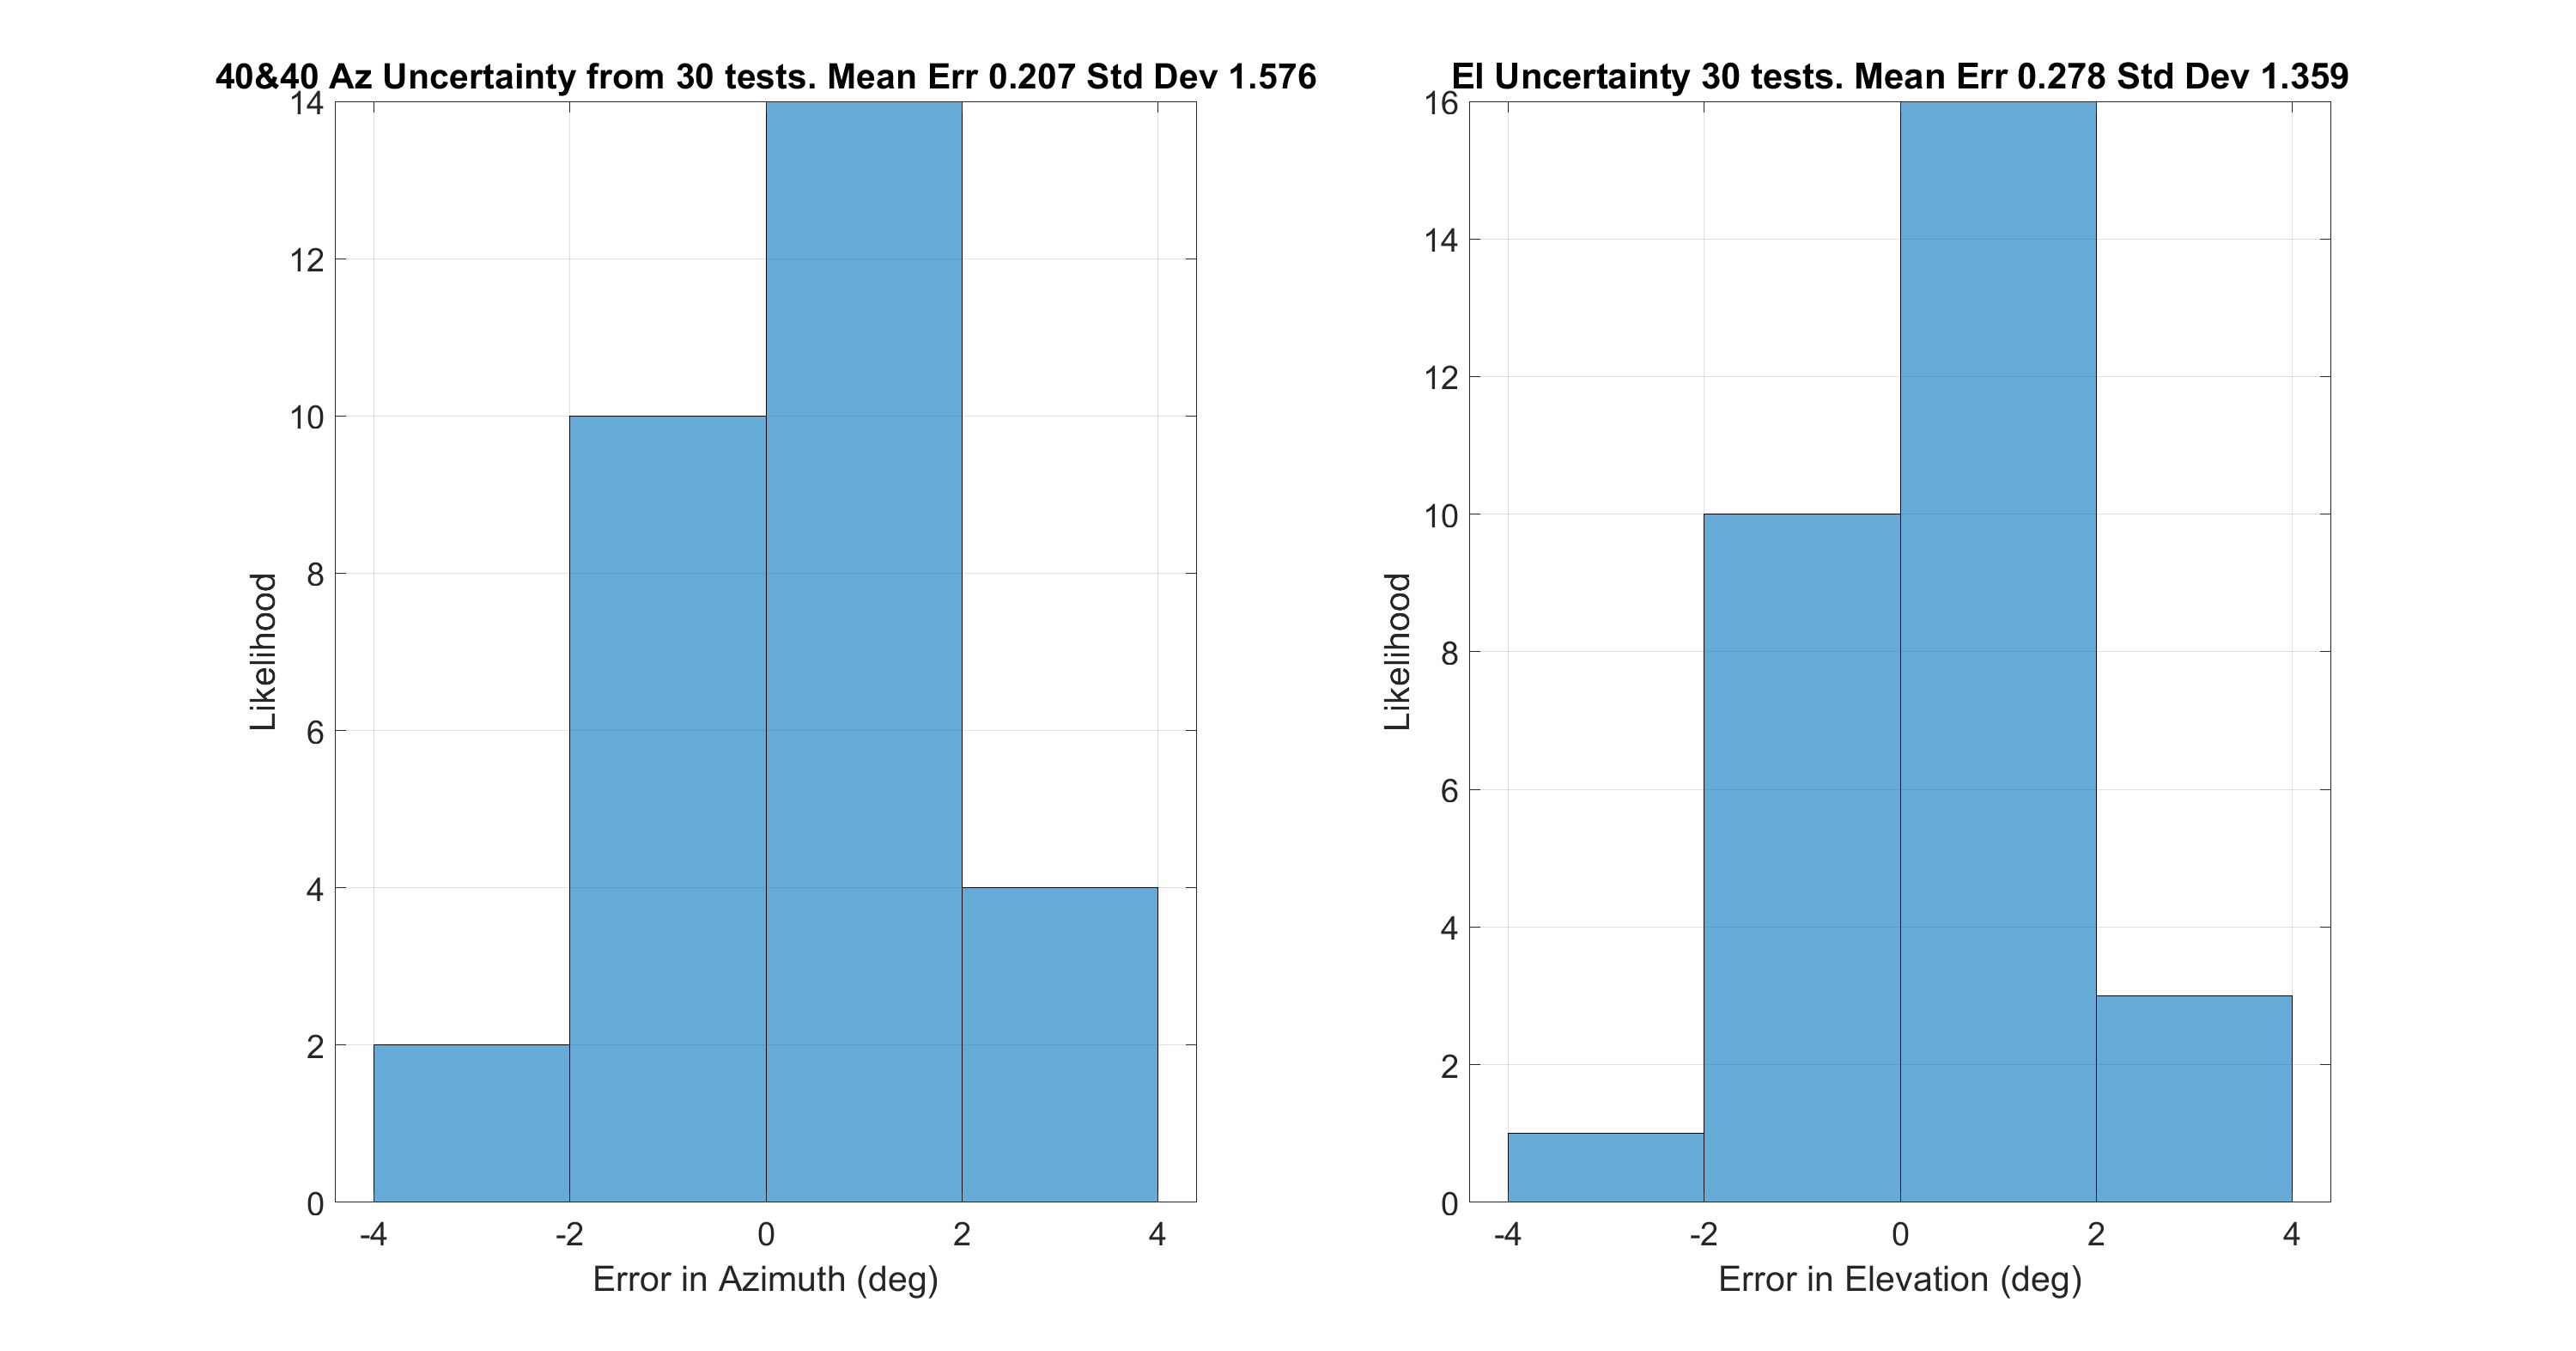 40&40 Az Uncertainty from 30 tests. Mean Err 0.207 Std Dev 1.576
14
12
10
8
6
4
2
0
Likelihood
-4 -2 0 2 4
Error in Azimuth (deg)
El Uncertainty 30 tests. Mean Err 0.278 Std Dev 1.359
16
14
12
10
8
6
4
2
0
Likelihood
-4 -2 0 2 4
Error in Elevation (deg)